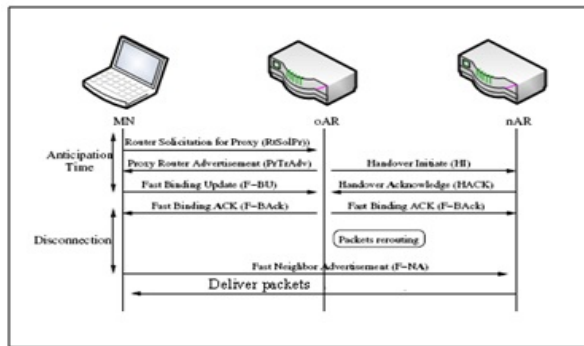 MN
oAR
nAR
Anticipation
Time
Router Solicitation for Proxy (RtSolPr))
Proxy Router Advertisement (PrTrAdv)
Handover Initiate (HI)
Fast Binding Update (F-BU)
Handover Acknowledge (HACK)
Fast Binding ACK (F-BAck)
Fast Binding ACK (F-BAck)
Disconnection
Packets rerouting
Fast Neighbor Advertisement (F-NA)
Deliver packets